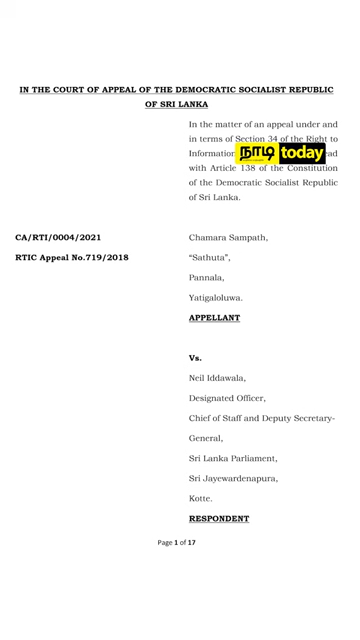 IN THE COURT OF APPEAL OF THE DEMOCRATIC SOCIALIST REPUBLIC
OF SRI LANKA
In the matter of an appeal under and
in terms of Section 34 of the Right to
Information நாடி today ead
with Article 138 of the Constitution
of the Democratic Socialist Republic
of Sri Lanka.
CA/RTI/0004/2021 Chamara Sampath,
RTIC Appeal No.719/2018 “Sathuta”,
Pannala,
Yatigaloluwa.
APPELLANT
Vs.
Neil Iddawala,
Designated Officer,
Chief of Staff and Deputy Secretary-
General,
Sri Lanka Parliament,
Sri Jayewardenapura,
Kotte.
RESPONDENT
Page 1 of 17